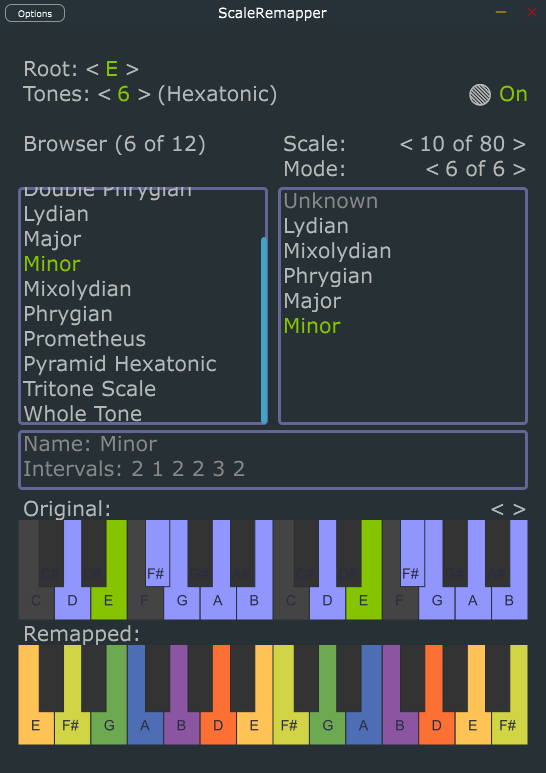 Options ScaleRemapper
Root: < E >
Tones: < 6 > (Hexatonic) On
Browser (6 of 12) Scale: < 10 of 80 >
Mode: < 6 of 6 >
Double Phrygian
Lydian
Major
Minor
Mixolydian
Phrygian
Prometheus
Pyramid Hexatonic
Tritone Scale
Whole Tone
Unknown
Lydian
Mixolydian
Phrygian
Major
Minor
Name: Minor
Intervals: 2 1 2 2 3 2
Original: < >
C# D# F# G# A# C# D# F# G# A#
C D E F G A B C D E F G A B
Remapped:
E F# G A B D E F# G A B D E F#